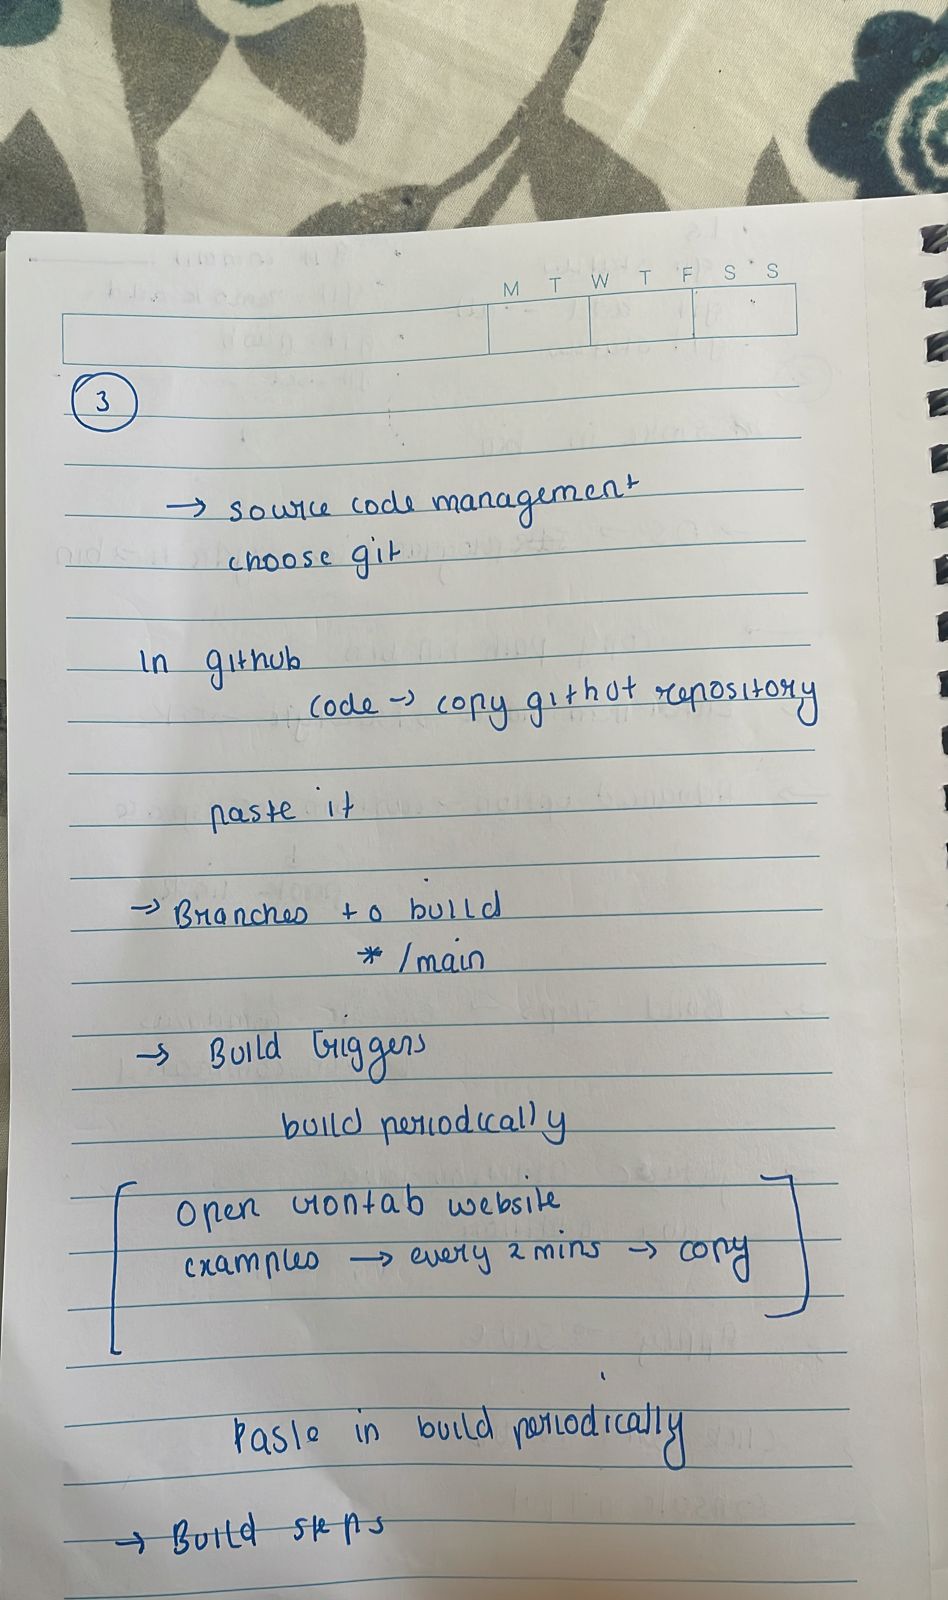 M T W T F S S
3
→ source code management
choose git
In github
code → copy githut repository
paste it
→ Branches to build
* /main
→ Build triggers
build periodically
open crontab website
examples → every 2 mins → copy
Paste in build periodically
→ Build steps